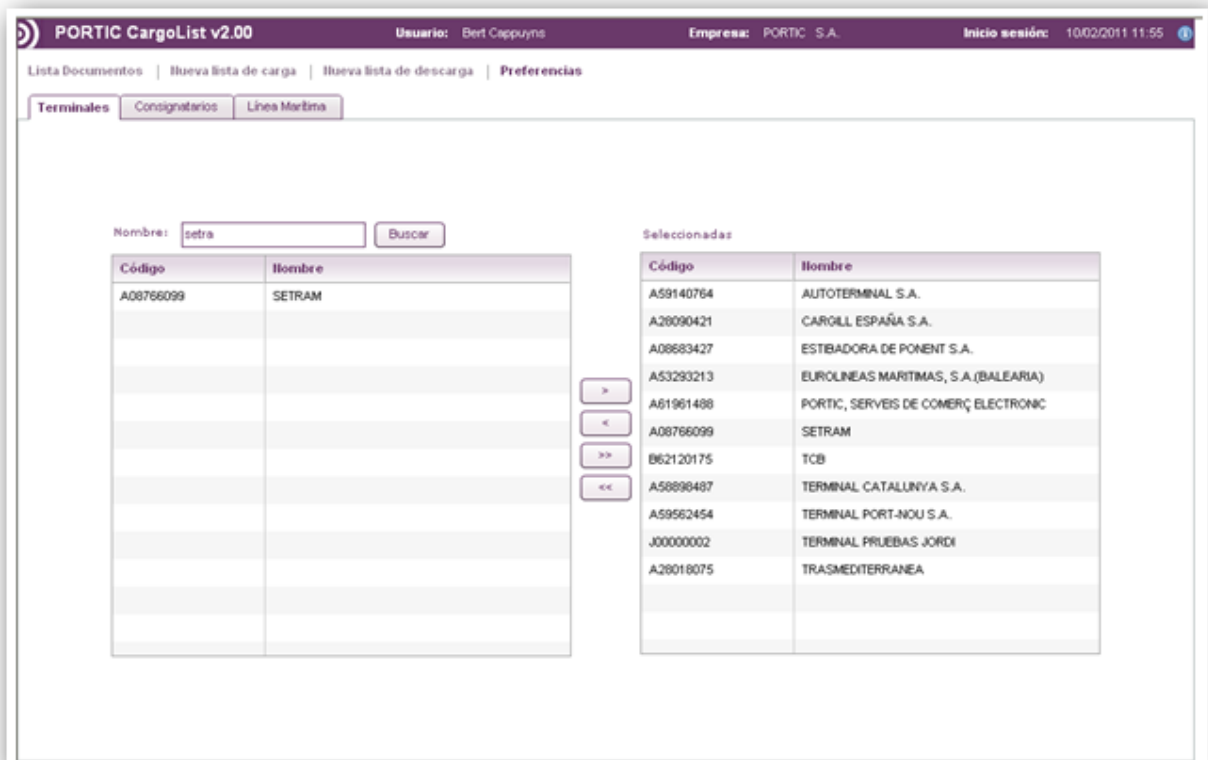 PORTIC CargoList v2.00 Usuario: Bert Cappuyns Empresa: PORTIC S.A. Inicio sesión: 10/02/2011 11:55
Lista Documentos | Nueva lista de carga | Nueva lista de descarga | Preferencias
Terminales Consignatarios Línea Marítima
Nombre: setra Buscar
Código Nombre
A08766099 SETRAM
>
<
>>
<<
Seleccionadas
Código Nombre
A59140764 AUTOTERMINAL S.A.
A28090421 CARGILL ESPAÑA S.A.
A08683427 ESTIBADORA DE PONENT S.A.
A53293213 EUROLINEAS MARITIMAS, S.A.(BALEARIA)
A61961488 PORTIC, SERVEIS DE COMERÇ ELECTRONIC
A08766099 SETRAM
B62120175 TCB
A58898487 TERMINAL CATALUNYA S.A.
A59562454 TERMINAL PORT-NOU S.A.
J00000002 TERMINAL PRUEBAS JORDI
A28018075 TRASMEDITERRANEA